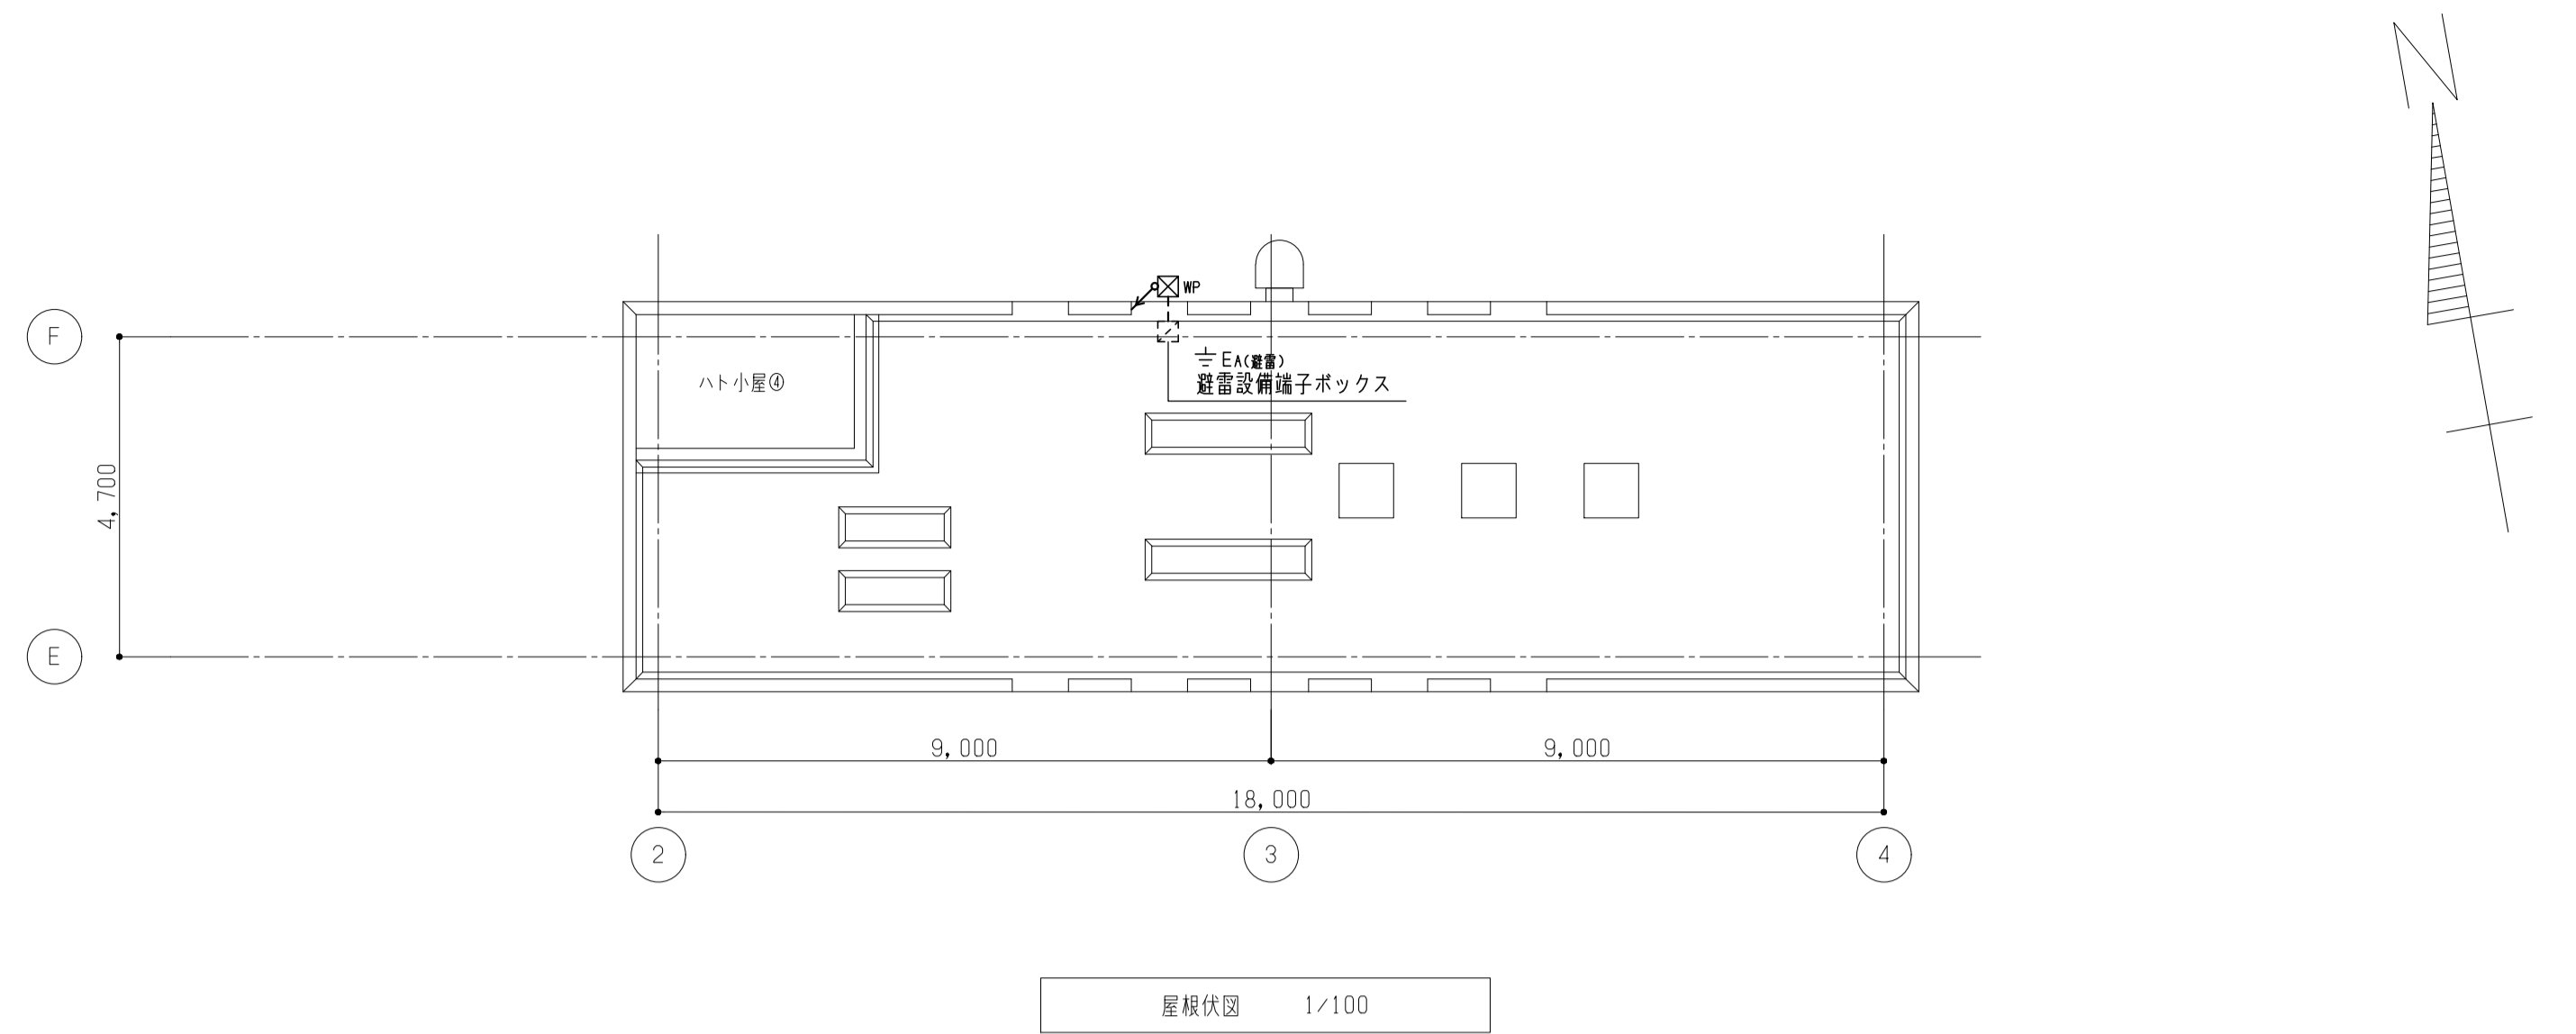 N
WP
F
EA(避雷)
避雷設備端子ボックス
ハト小屋④
4,700
E
9,000
9,000
18,000
2
3
4
屋根伏図 1/100